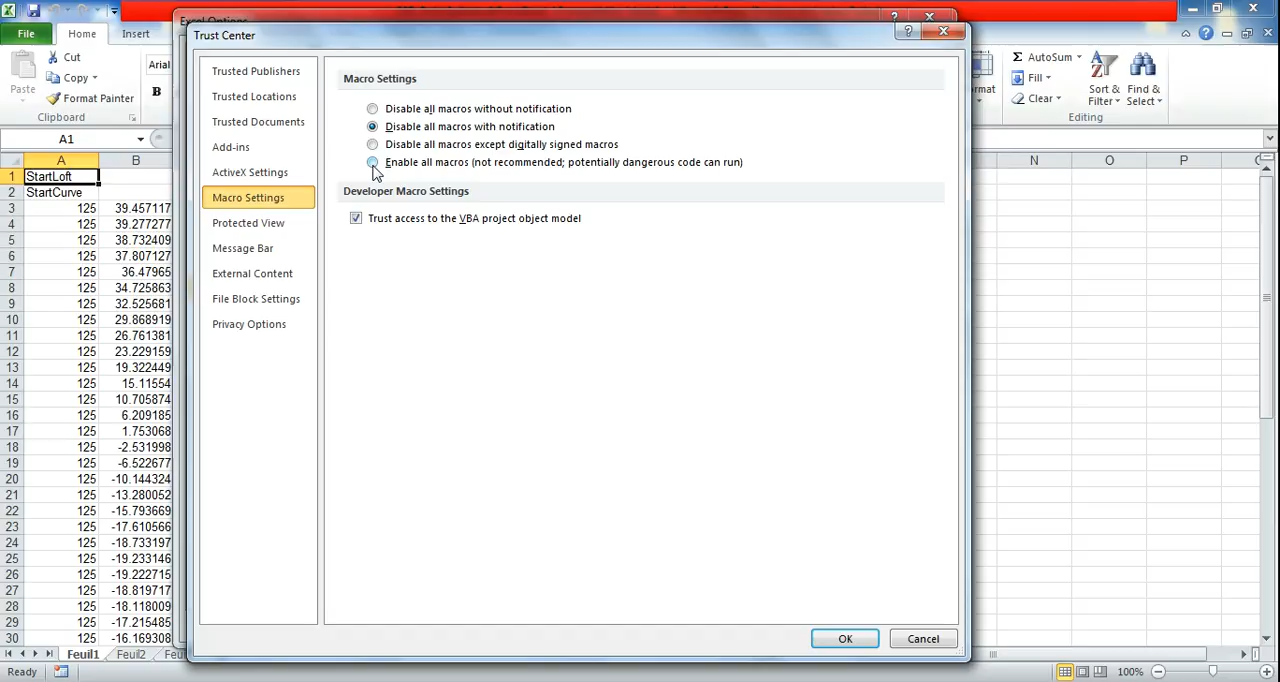 Excel Options
Trust Center
File
Home
Insert
Cut
Copy
Format Painter
Paste
Clipboard
Arial
B
AutoSum
Fill
Clear
Sort & Filter
Find & Select
Editing
A1
Trusted Publishers
Trusted Locations
Trusted Documents
Add-ins
ActiveX Settings
Macro Settings
Protected View
Message Bar
External Content
File Block Settings
Privacy Options
Macro Settings
Disable all macros without notification
Disable all macros with notification
Disable all macros except digitally signed macros
Enable all macros (not recommended; potentially dangerous code can run)
Developer Macro Settings
Trust access to the VBA project object model
OK
Cancel
A B
N O P
1 StartLoft
2 StartCurve
3 125 39.457117
4 125 39.277277
5 125 38.732409
6 125 37.807127
7 125 36.47965
8 125 34.725863
9 125 32.525681
10 125 29.868919
11 125 26.761381
12 125 23.229159
13 125 19.322449
14 125 15.11554
15 125 10.705874
16 125 6.209185
17 125 1.753068
18 125 -2.531998
19 125 -6.522677
20 125 -10.144324
21 125 -13.280052
22 125 -15.793669
23 125 -17.610566
24 125 -18.733197
25 125 -19.233146
26 125 -19.222715
27 125 -18.819717
28 125 -18.118009
29 125 -17.215485
30 125 -16.169308
Feuil1
Feuil2
Ready
100%